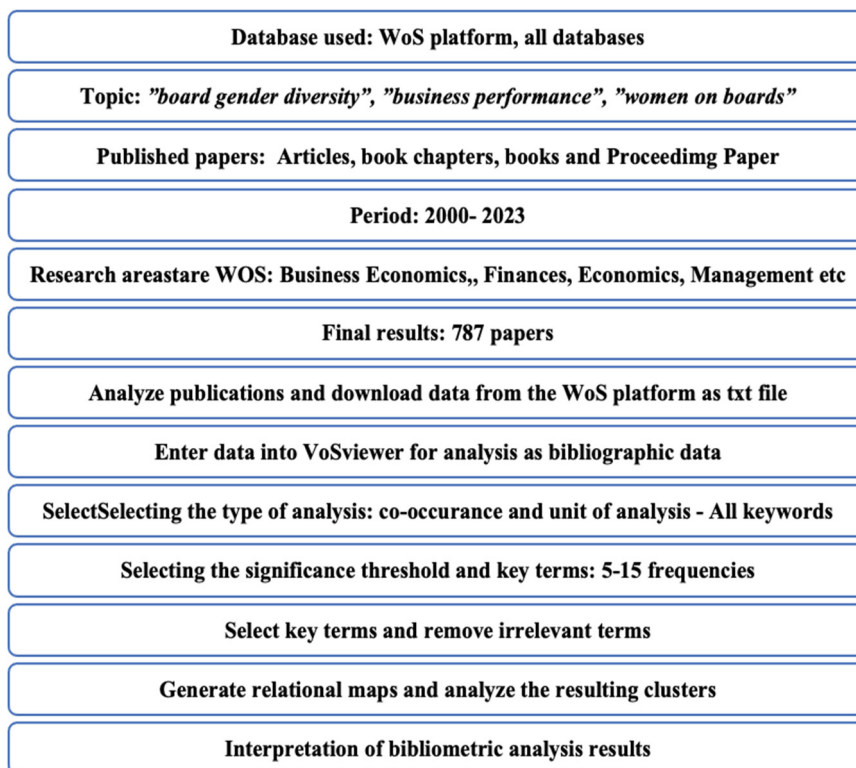 Database used: WoS platform, all databases
Topic: ”board gender diversity”, ”business performance”, ”women on boards”
Published papers: Articles, book chapters, books and Proceedimg Paper
Period: 2000- 2023
Research areastare WOS: Business Economics,, Finances, Economics, Management etc
Final results: 787 papers
Analyze publications and download data from the WoS platform as txt file
Enter data into VoSviewer for analysis as bibliographic data
SelectSelecting the type of analysis: co-occurance and unit of analysis - All keywords
Selecting the significance threshold and key terms: 5-15 frequencies
Select key terms and remove irrelevant terms
Generate relational maps and analyze the resulting clusters
Interpretation of bibliometric analysis results